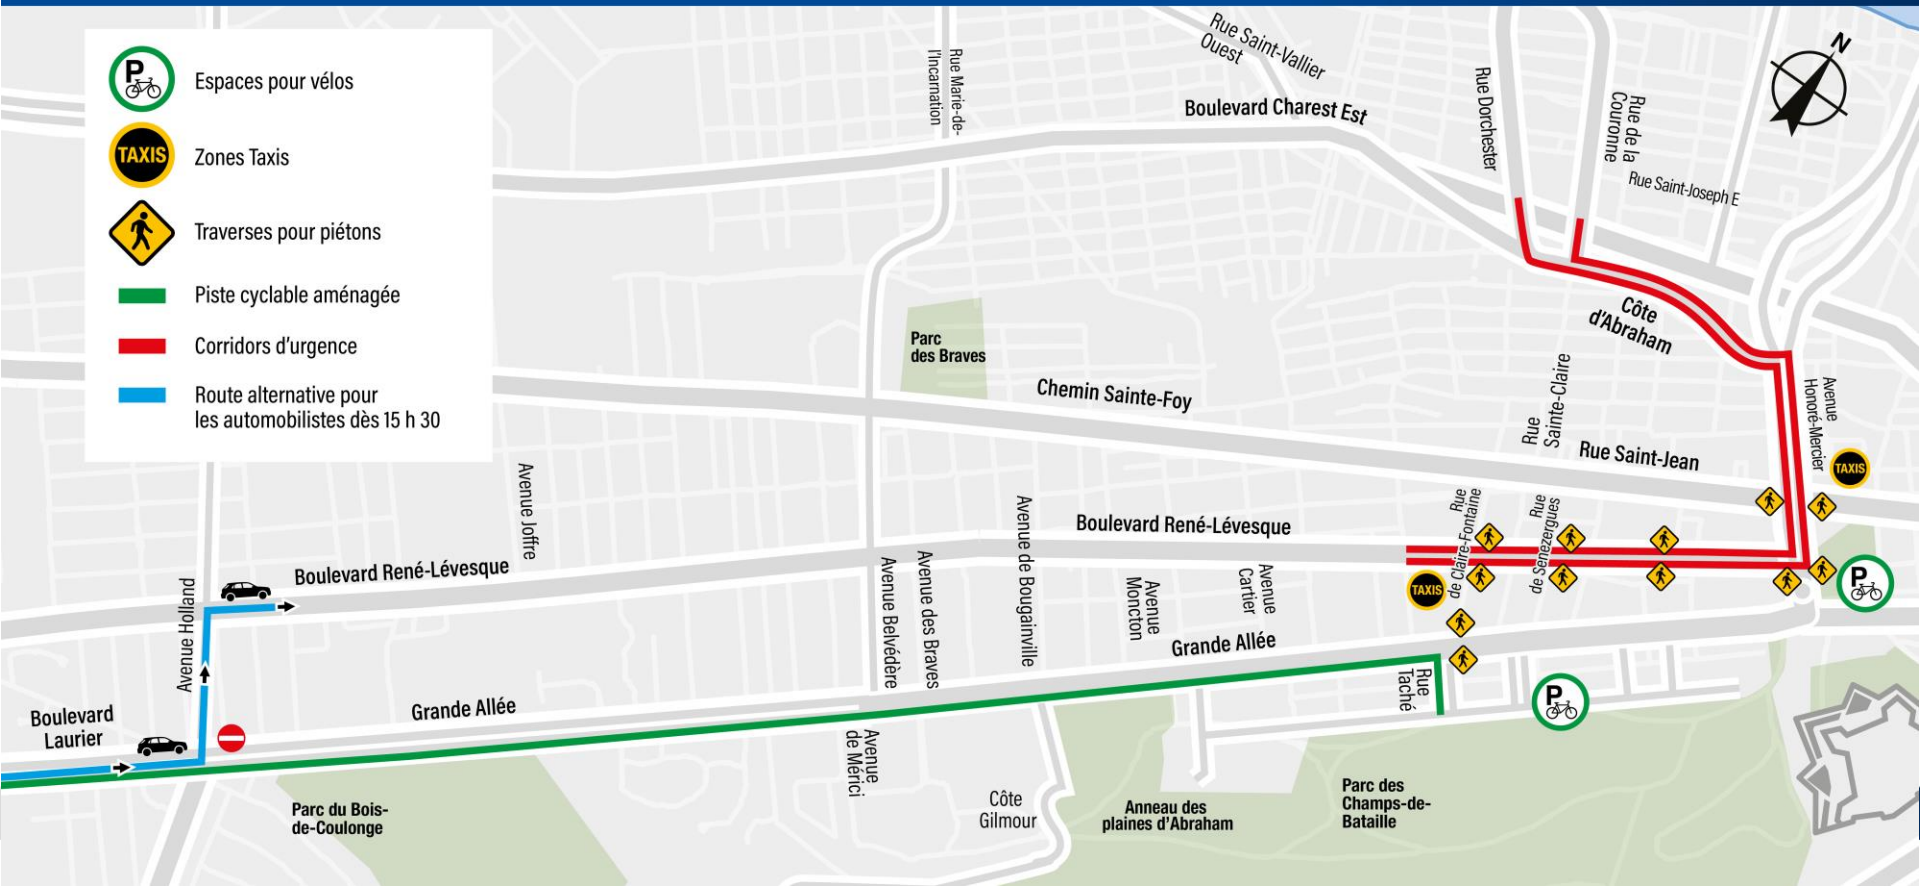 P
Espaces pour vélos
TAXIS
Zones Taxis
Traverses pour piétons
Piste cyclable aménagée
Corridors d'urgence
Route alternative pour
les automobilistes dès 15 h 30
Rue Marie-de-
l'Incarnation
Rue Saint-Vallier
Ouest
Boulevard Charest Est
Rue Dorchester
Rue de la
Couronne
Rue Saint-Joseph E
N
Côte
d'Abraham
Parc
des Braves
Chemin Sainte-Foy
Rue
Sainte-Claire
Rue Saint-Jean
Avenue
Honoré-Mercier
TAXIS
Avenue Joffre
Boulevard René-Lévesque
Avenue Holland
Avenue Belvédère
Avenue des Braves
Avenue de Bougainville
Boulevard René-Lévesque
Avenue
Moncton
Avenue
Cartier
Rue
de Claire-Fontaine
Rue
de Senezergues
TAXIS
P
Grande Allée
Rue
Taché
P
Boulevard
Laurier
Grande Allée
Avenue
de Mérici
Parc du Bois-
de-Coulonge
Côte
Gilmour
Anneau des
plaines d'Abraham
Parc des
Champs-de-
Bataille